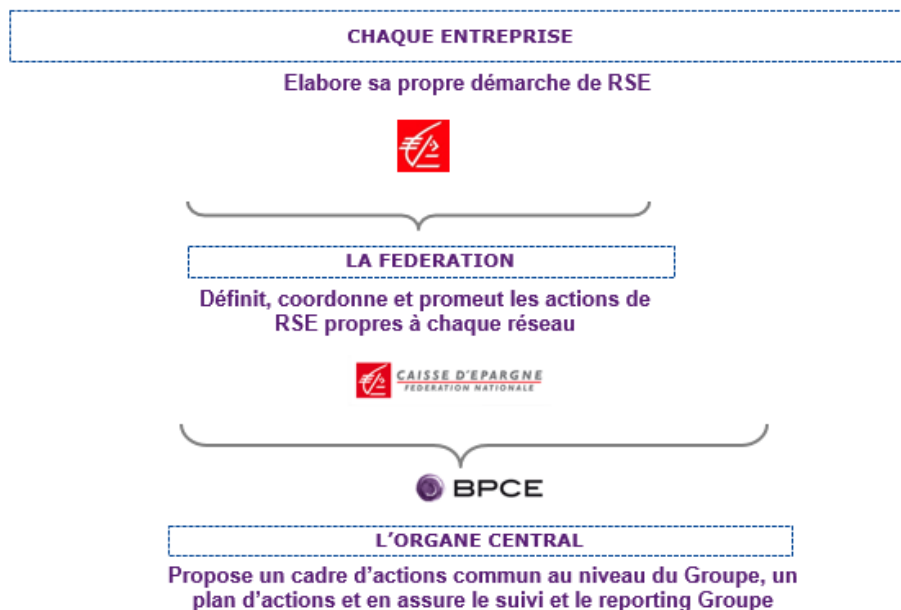 CHAQUE ENTREPRISE
Elabore sa propre démarche de RSE
LA FEDERATION
Définit, coordonne et promeut les actions de
RSE propres à chaque réseau
CAISSE D'EPARGNE
FEDERATION NATIONALE
BPCE
L'ORGANE CENTRAL
Propose un cadre d'actions commun au niveau du Groupe, un
plan d'actions et en assure le suivi et le reporting Groupe